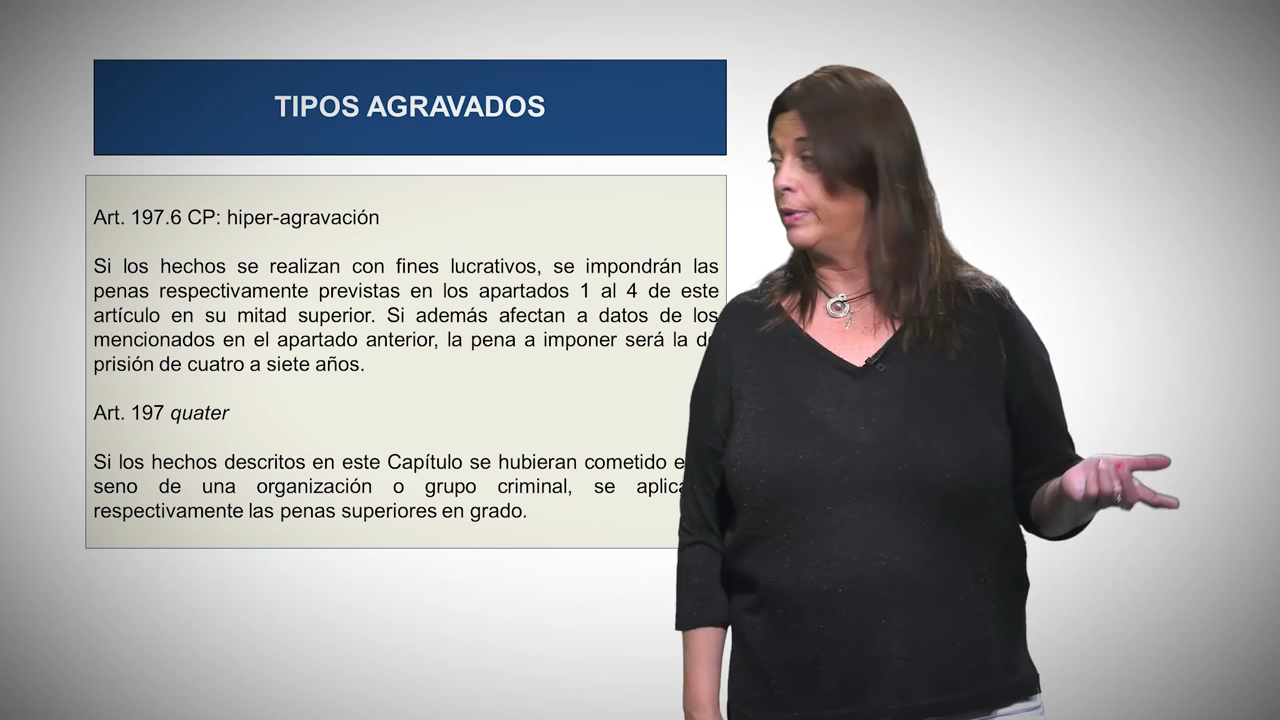 TIPOS AGRAVADOS
Art. 197.6 CP: hiper-agravación
Si los hechos se realizan con fines lucrativos, se impondrán las
penas respectivamente previstas en los apartados 1 al 4 de este
artículo en su mitad superior. Si además afectan a datos de los
mencionados en el apartado anterior, la pena a imponer será la
prisión de cuatro a siete años.
Art. 197 quater
Si los hechos descritos en este Capítulo se hubieran cometido
seno de una organización o grupo criminal, se
respectivamente las penas superiores en grado.